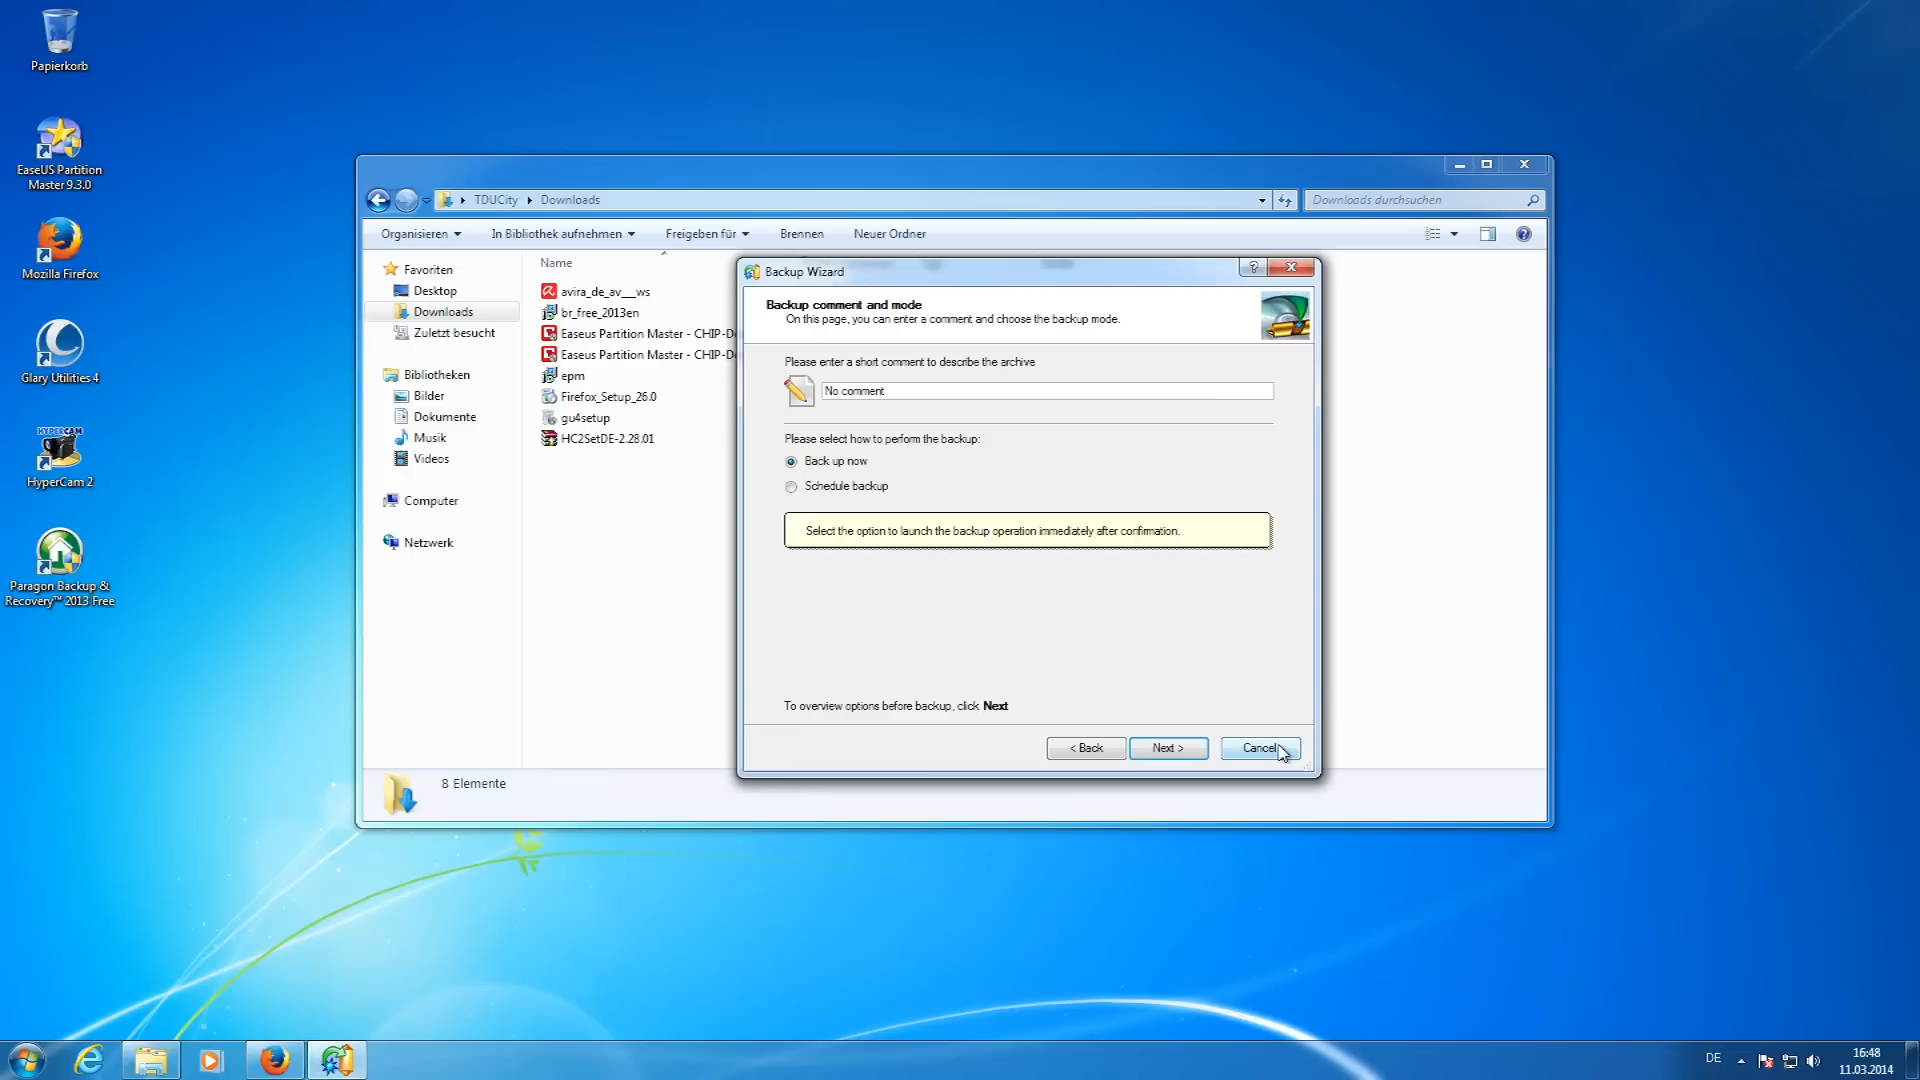 Papierkorb
EaseUS Partition
Master 9.3.0
Mozilla Firefox
Glary Utilities 4
HYPERCAM
HyperCam 2
Paragon Backup &
Recovery™ 2013 Free
TDUCity
Downloads
Downloads durchsuchen
Organisieren
In Bibliothek aufnehmen
Freigeben für
Brennen
Neuer Ordner
Favoriten
Desktop
Downloads
Zuletzt besucht
Bibliotheken
Bilder
Dokumente
Musik
Videos
Computer
Netzwerk
Name
avira_de_av___ws
br_free_2013en
Easeus Partition Master - CHIP-D
Easeus Partition Master - CHIP-D
epm
Firefox_Setup_26.0
gu4setup
HC2SetDE-2.28.01
8 Elemente
Backup Wizard
?
Backup comment and mode
On this page, you can enter a comment and choose the backup mode.
Please enter a short comment to describe the archive
No comment
Please select how to perform the backup:
Back up now
Schedule backup
Select the option to launch the backup operation immediately after confirmation.
To overview options before backup, click Next
< Back
Next >
Cancel
DE
16:48
11.03.2014